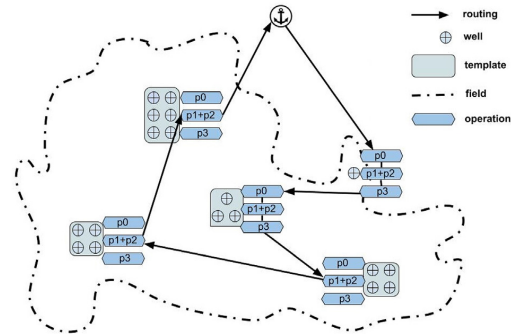 routing
well
template
field
operation
p0
p1+p2
p3
p0
p1+p2
p3
p0
p1+p2
p3
p0
p1+p2
p3
p0
p1+p2
p3